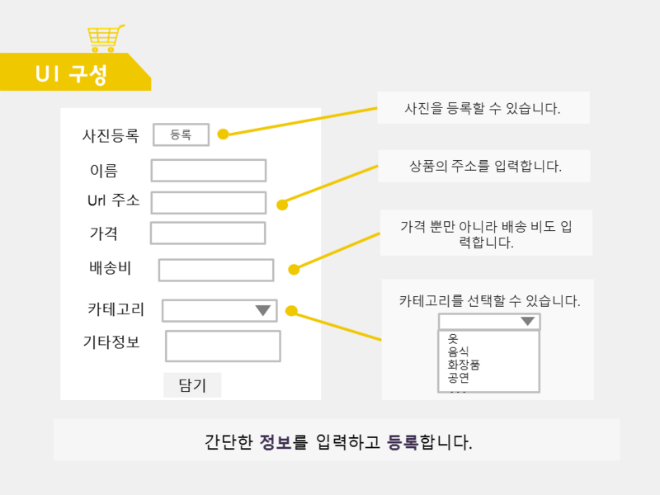 UI 구성
사진등록
등록
이름
Url 주소
가격
배송비
카테고리
기타정보
담기
사진을 등록할 수 있습니다.
상품의 주소를 입력합니다.
가격 뿐만 아니라 배송 비도 입
력합니다.
카테고리를 선택할 수 있습니다.
옷
음식
화장품
공연
간단한 정보를 입력하고 등록합니다.